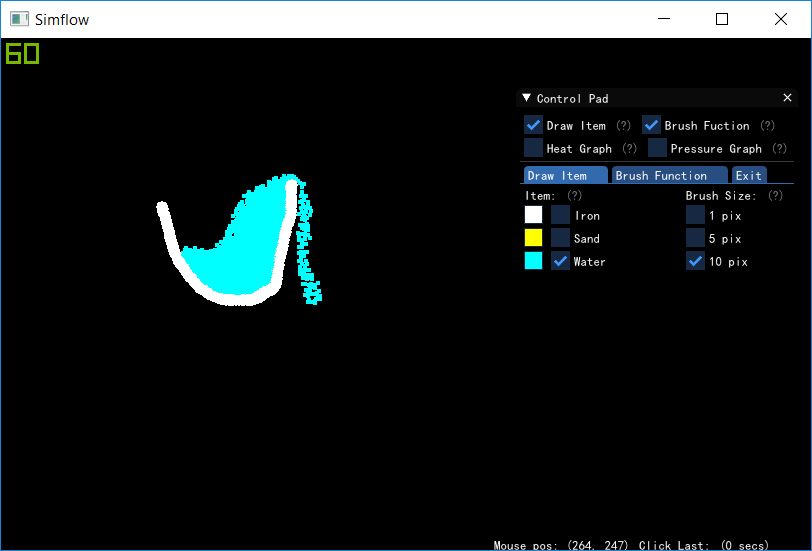 Simflow
60
Control Pad
Draw Item (?) Brush Fuction (?)
Heat Graph (?) Pressure Graph (?)
Draw Item Brush Function Exit
Item: (?) Brush Size: (?)
Iron 1 pix
Sand 5 pix
Water 10 pix
Mouse pos: (264, 247) Click Last: (0 secs)